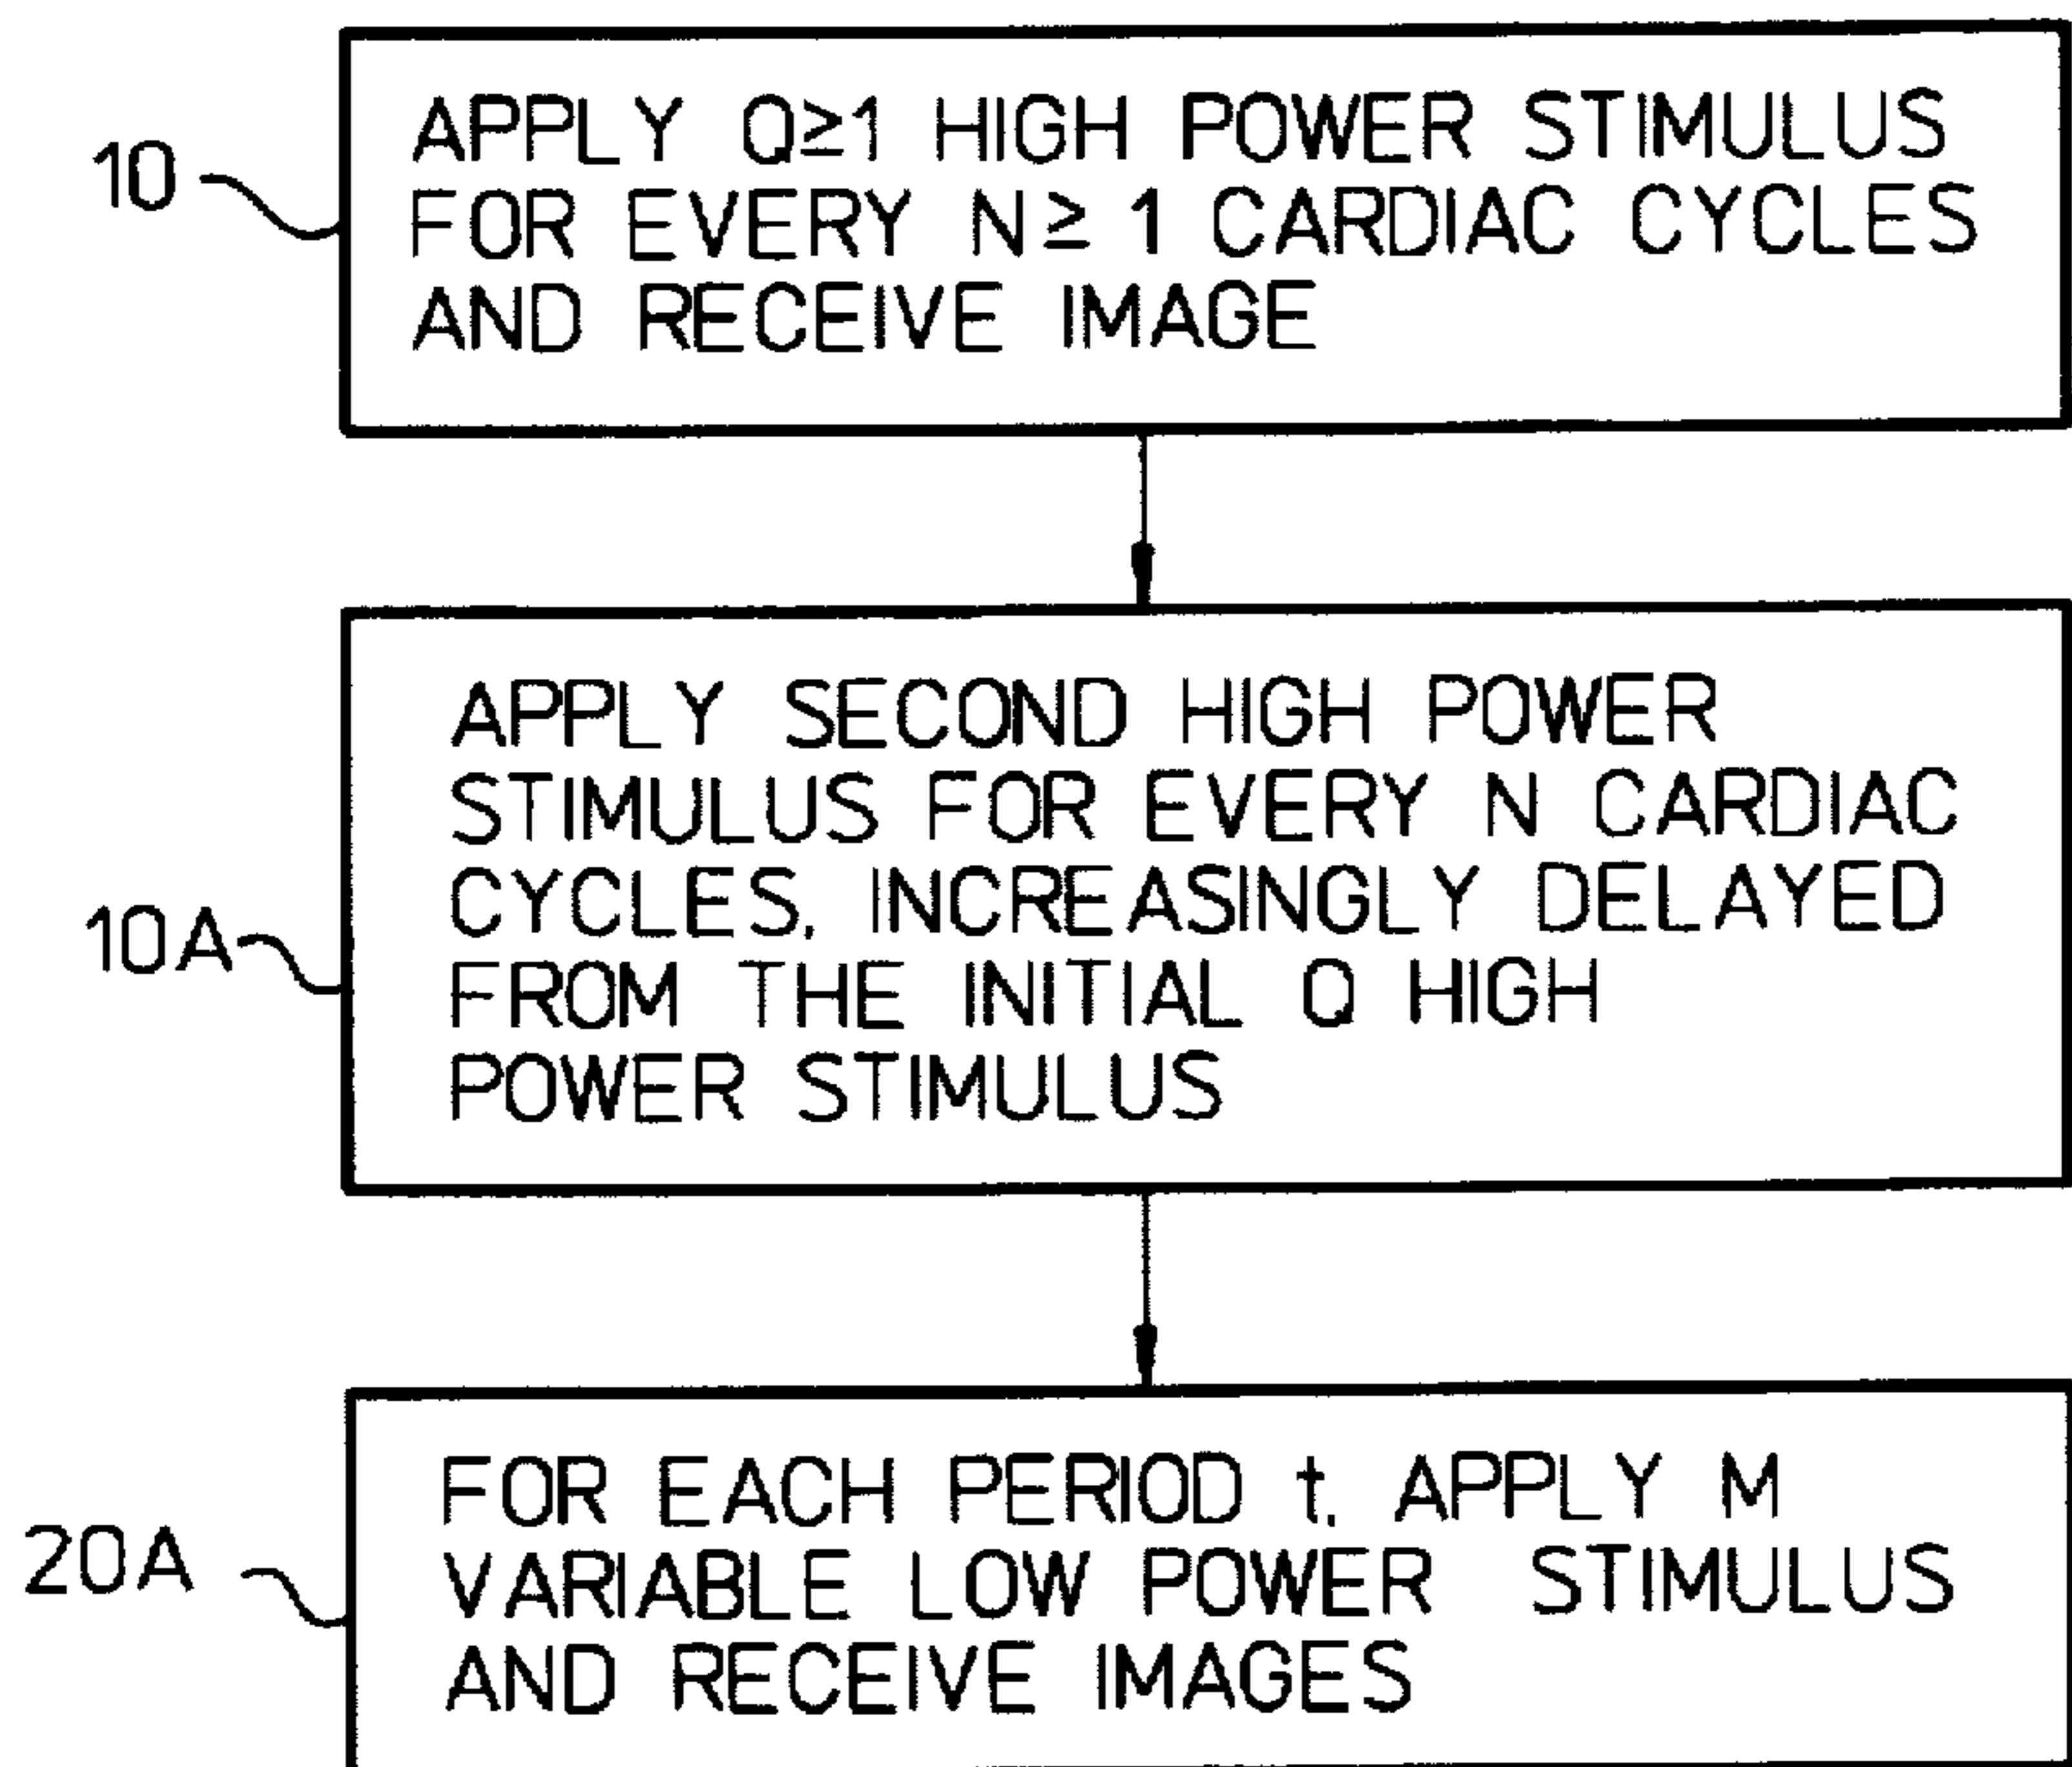 10
APPLY Q≥1 HIGH POWER STIMULUS
FOR EVERY N≥ 1 CARDIAC CYCLES
AND RECEIVE IMAGE
10A
APPLY SECOND HIGH POWER
STIMULUS FOR EVERY N CARDIAC
CYCLES, INCREASINGLY DELAYED
FROM THE INITIAL Q HIGH
POWER STIMULUS
20A
FOR EACH PERIOD t, APPLY M
VARIABLE LOW POWER STIMULUS
AND RECEIVE IMAGES